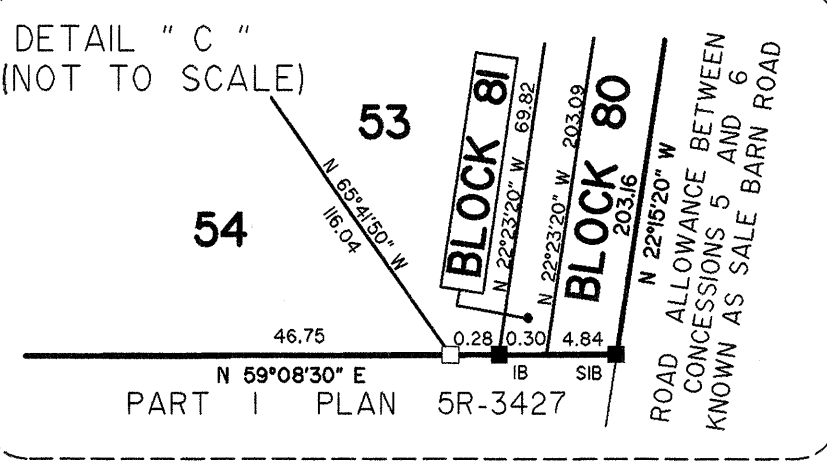 DETAIL " C "
(NOT TO SCALE)
53
54
N 65°41'50" W
116.04
BLOCK 81
N 22°23'20" W 69.82
N 22°23'20" W 203.09
BLOCK 80
203.16
N 22°15'20" W
ROAD ALLOWANCE BETWEEN
CONCESSIONS 5 AND 6
KNOWN AS SALE BARN ROAD
46.75
0.28
0.30
4.84
N 59°08'30" E
IB
SIB
PART 1 PLAN 5R-3427